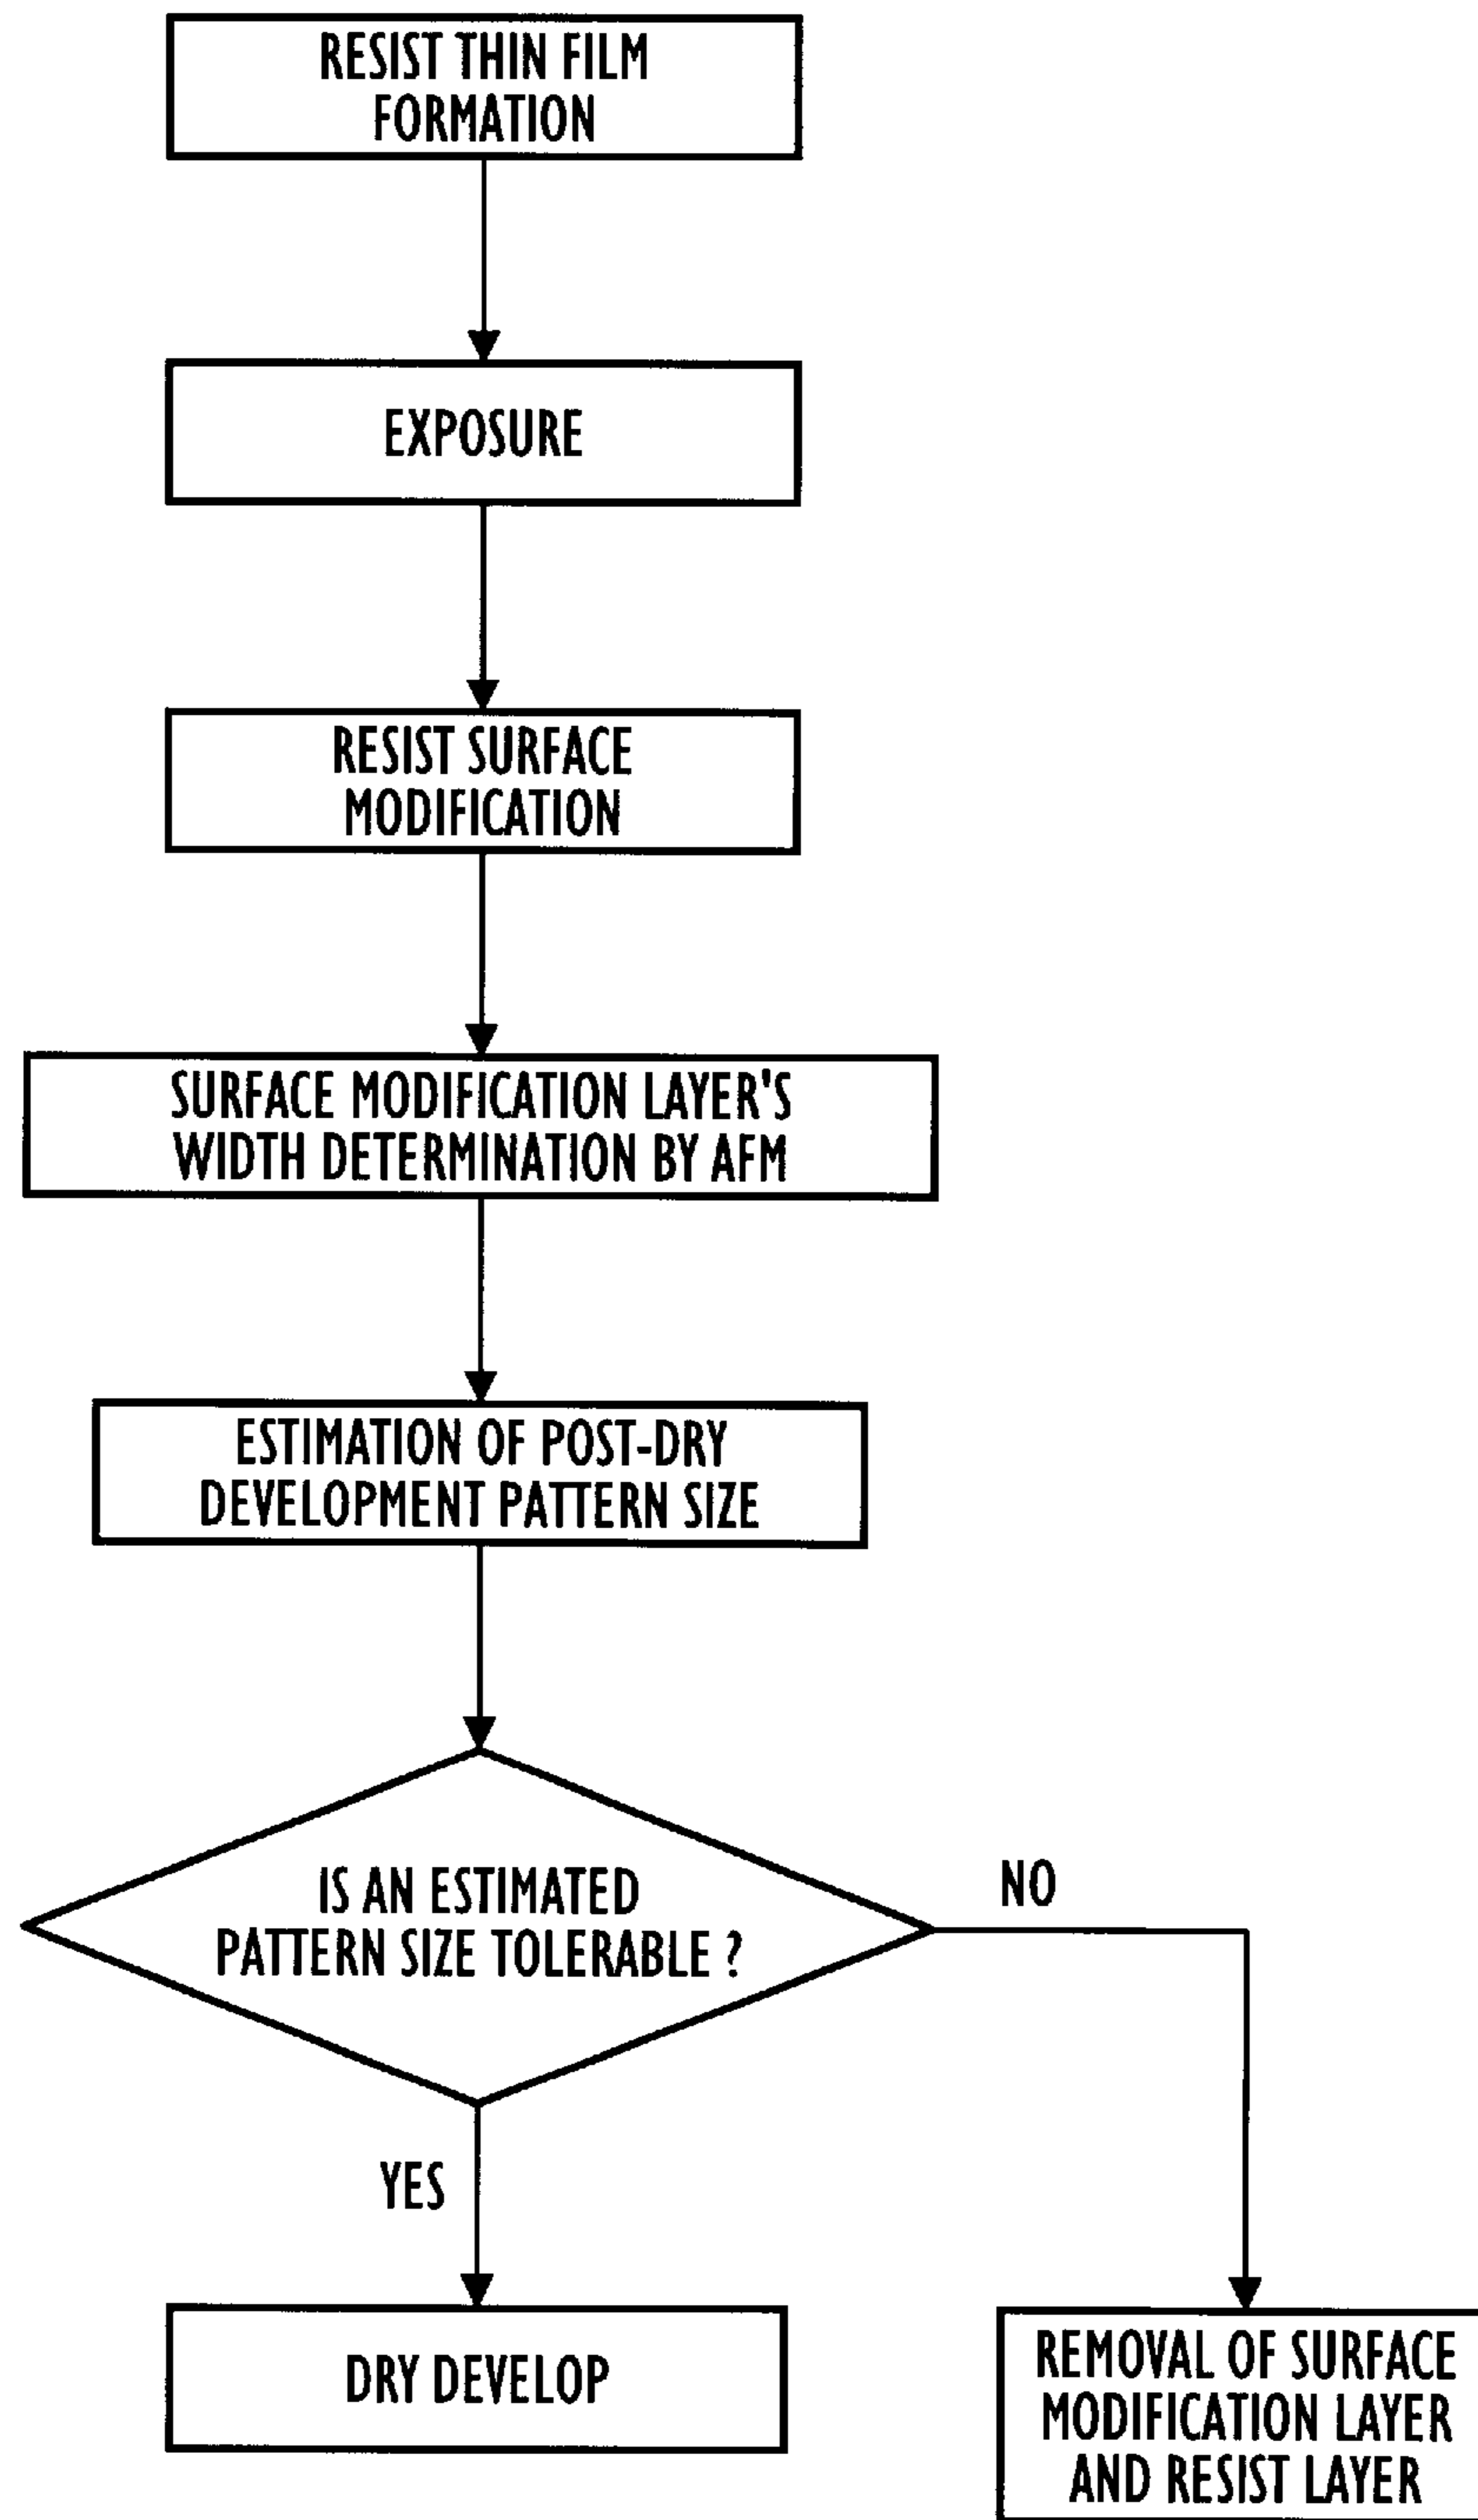 RESIST THIN FILM
FORMATION
EXPOSURE
RESIST SURFACE
MODIFICATION
SURFACE MODIFICATION LAYER'S
WIDTH DETERMINATION BY AFM
ESTIMATION OF POST-DRY
DEVELOPMENT PATTERN SIZE
IS AN ESTIMATED
PATTERN SIZE TOLERABLE ?
NO
YES
DRY DEVELOP
REMOVAL OF SURFACE
MODIFICATION LAYER
AND RESIST LAYER